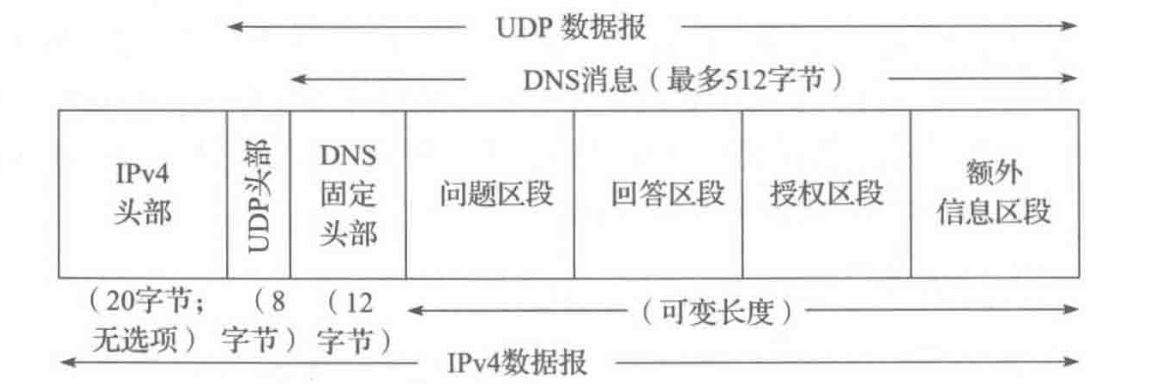 UDP 数据报
DNS消息（最多512字节）
IPv4
头部
UDP头部
DNS
固定
头部
问题区段
回答区段
授权区段
额外
信息区段
（20字节；
无选项）
（8
字节）
（12
字节）
（可变长度）
IPv4数据报